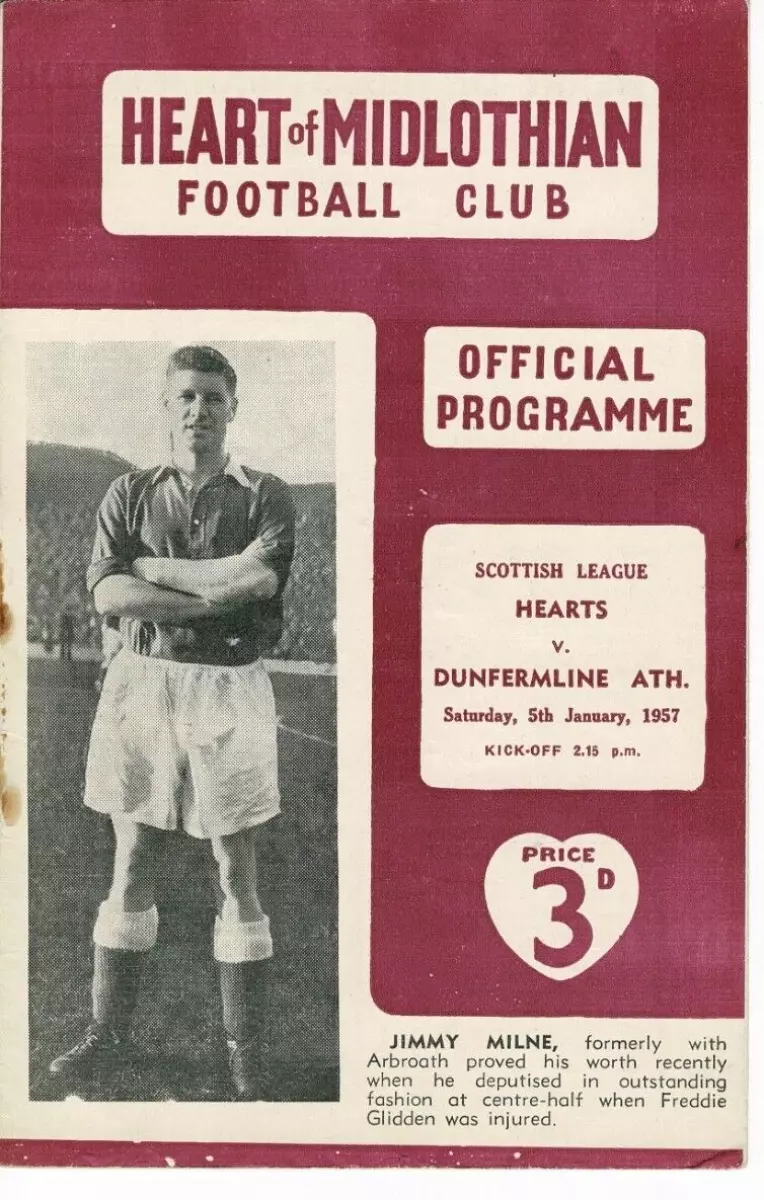 HEART of MIDLOTHIAN
FOOTBALL CLUB
OFFICIAL
PROGRAMME
SCOTTISH LEAGUE
HEARTS
v.
DUNFERMLINE ATH.
Saturday, 5th January, 1957
KICK-OFF 2.15 p.m.
PRICE
3D
JIMMY MILNE, formerly with
Arbroath proved his worth recently
when he deputised in outstanding
fashion at centre-half when Freddie
Glidden was injured.